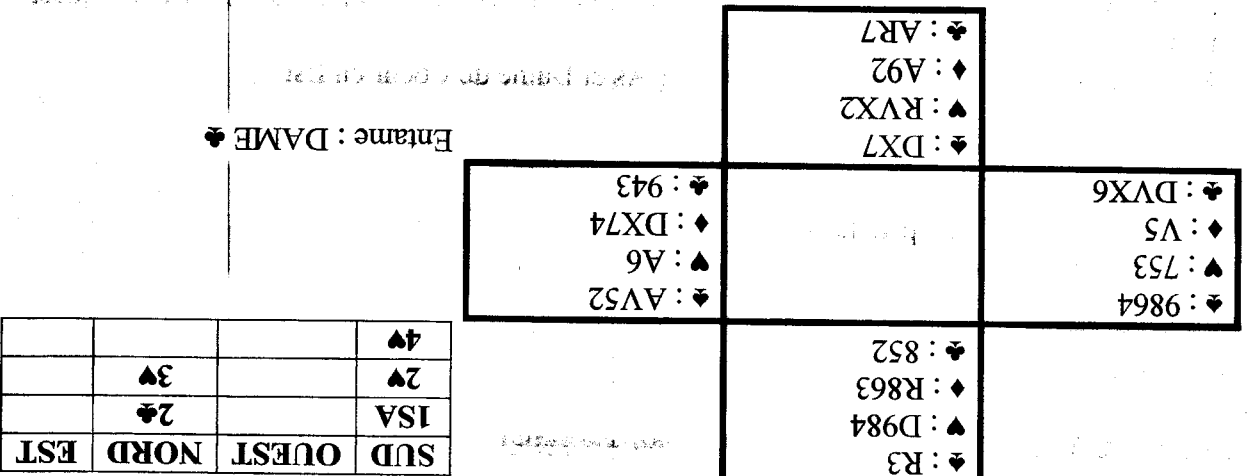 ♠ : R3
♥ : D984
♦ : R863
♣ : 852
♠ : 9864
♥ : 753
♦ : V5
♣ : DVX6
♠ : AV52
♥ : A6
♦ : DX74
♣ : 943
♠ : DX7
♥ : RVX2
♦ : A92
♣ : AR7
SUD OUEST NORD EST
1SA 2♣
2♥ 3♥
4♥
Entame : DAME ♣